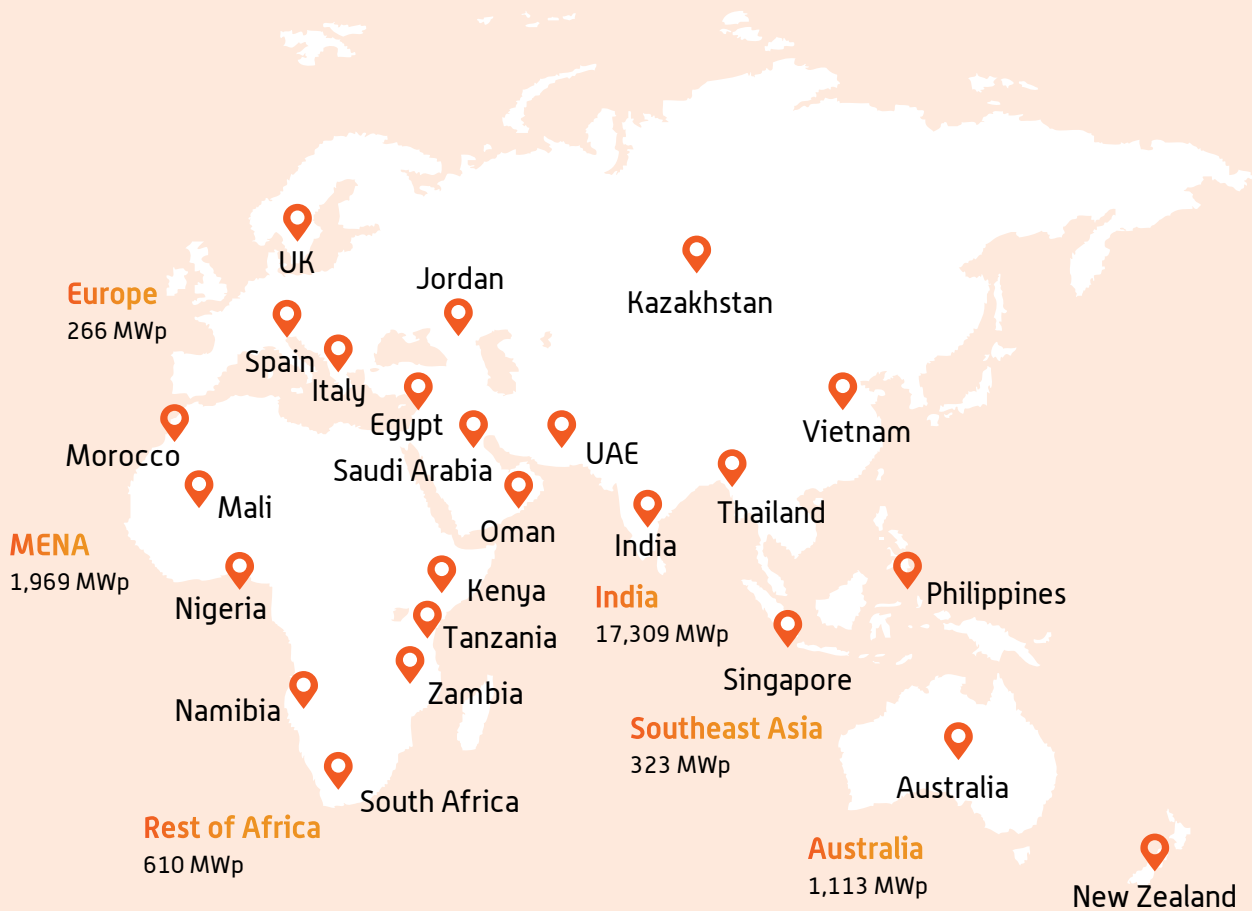 UK
Jordan
Kazakhstan
Europe
266 MWp
Spain
Italy
Egypt
Vietnam
Morocco
Saudi Arabia
UAE
Mali
Thailand
Oman
India
MENA
1,969 MWp
Kenya
Philippines
India
17,309 MWp
Nigeria
Tanzania
Singapore
Zambia
Namibia
Southeast Asia
323 MWp
Australia
South Africa
Rest of Africa
610 MWp
Australia
1,113 MWp
New Zealand